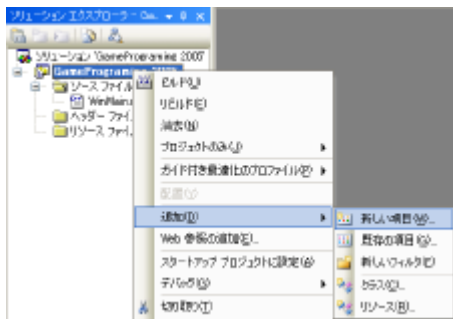 ソリューション エクスプローラ
ソリューション 'GamePrograming 2007'
GamePrograming 2007
ソース ファイル
WinMain.
ヘッダー ファイ
リソース ファイ
ビルド(U)
リビルド(E)
消去(N)
プロジェクトのみ(J)
ガイド付き最適化のプロファイル(P)
配置(Y)
追加(D)
Web 参照の追加(E)...
スタートアップ プロジェクトに設定(A)
デバッグ(G)
切り取り(T)
新しい項目(W)...
既存の項目(G)...
新しいフィルタ(E)
クラス(C)...
リソース(R)...